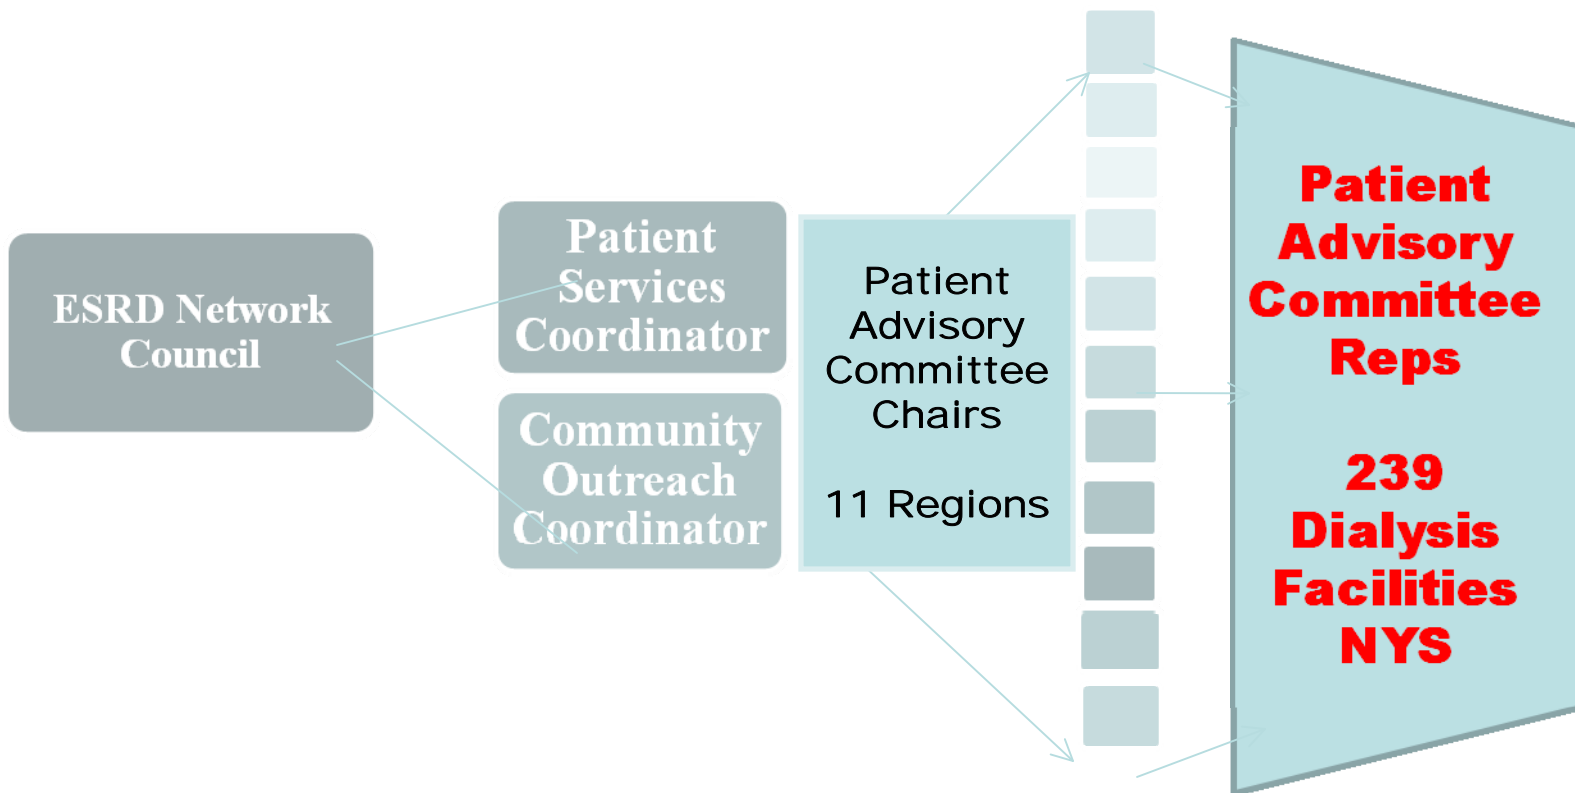 ESRD Network
Council
Patient
Services
Coordinator
Community
Outreach
Coordinator
Patient
Advisory
Committee
Chairs
11 Regions
Patient
Advisory
Committee
Reps
239
Dialysis
Facilities
NYS